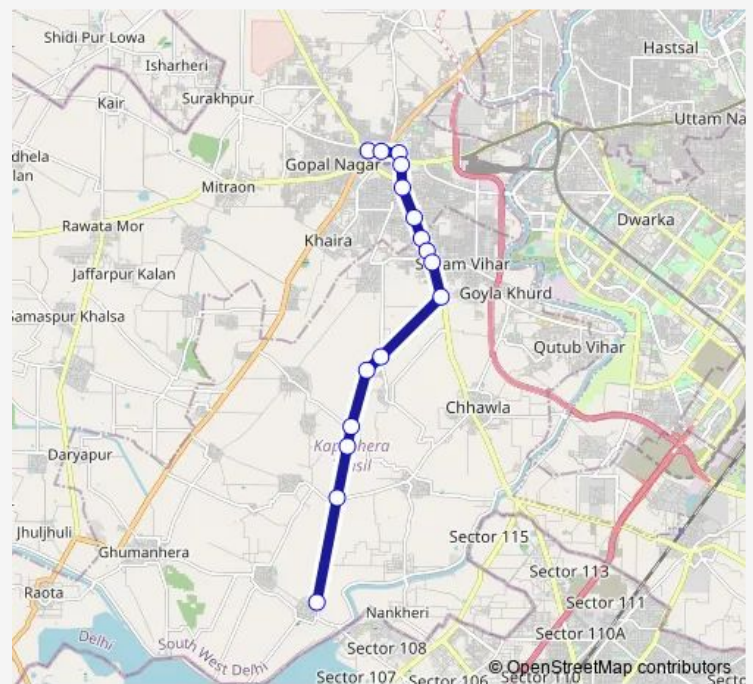 Shidi Pur Lowa
Hastsal
Isharheri
Surakhpur
Kair
Uttam Na
dhela
lan
Gopal Nagar
Mitraon
Dwarka
Rawata Mor
Khaira
Jaffarpur Kalan
Vihar
Goyla Khurd
Samaspur Khalsa
Qutub Vihar
Chhawla
Daryapur
Jhuljhuli
Ghumanhera
Sector 115
Raota
Sector 113
Sector 111
Nankheri
Delhi
South West Delhi
Sector 108
Sector 110A
© OpenStreetMap contributors
Sector 107
Sector 106
Sector 110